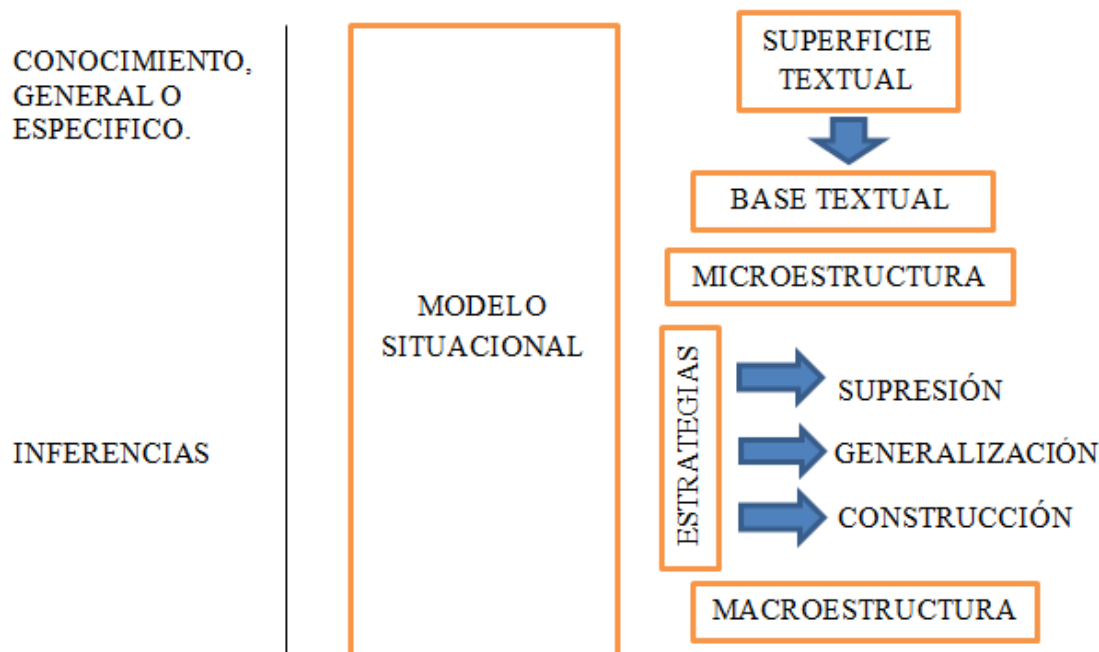 CONOCIMIENTO,
GENERAL O
ESPECIFICO.
INFERENCIAS
MODELO
SITUACIONAL
SUPERFICIE
TEXTUAL
BASE TEXTUAL
MICROESTRUCTURA
ESTRATEGIAS
SUPRESIÓN
GENERALIZACIÓN
CONSTRUCCIÓN
MACROESTRUCTURA